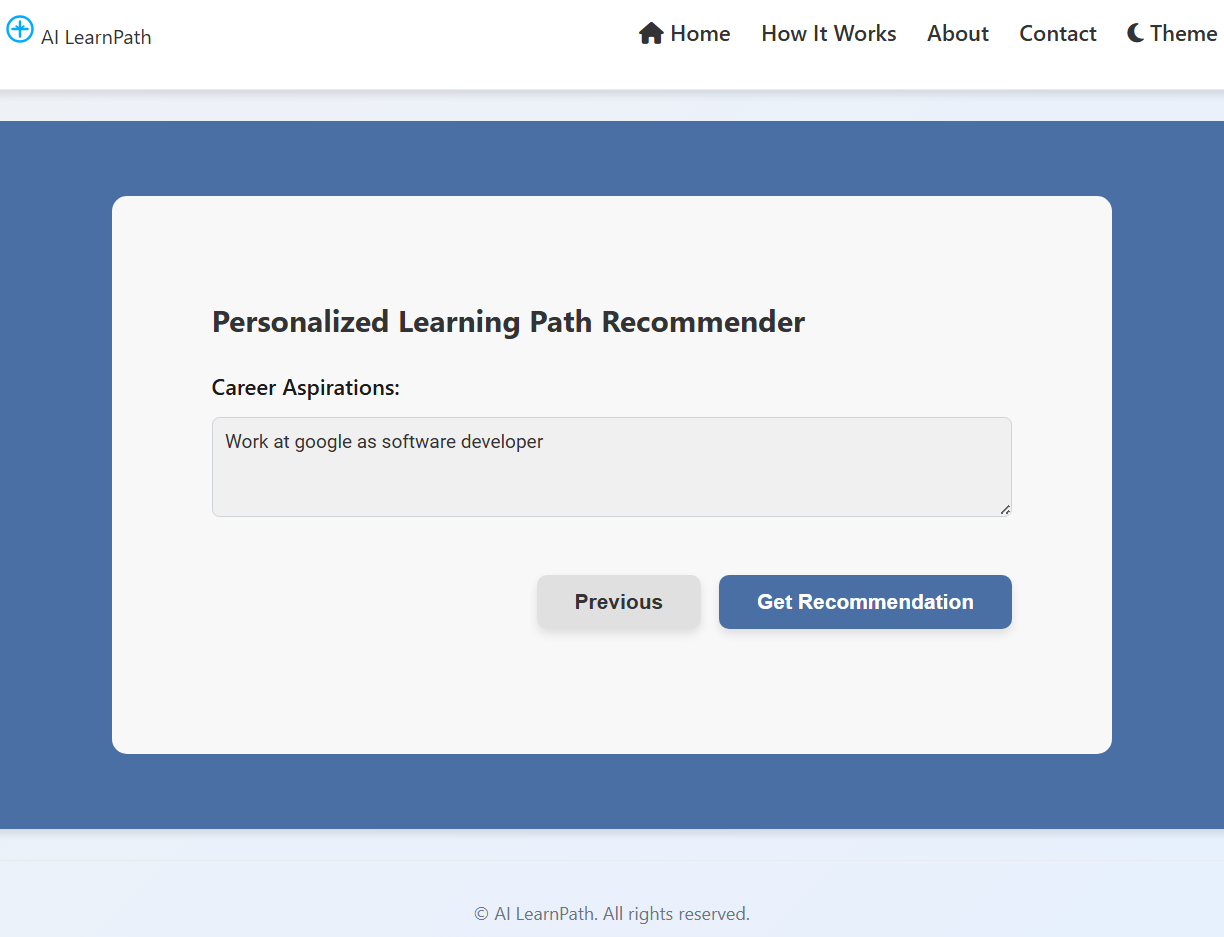 AI LearnPath
Home How It Works About Contact Theme
Personalized Learning Path Recommender
Career Aspirations:
Work at google as software developer
Previous Get Recommendation
© AI LearnPath. All rights reserved.